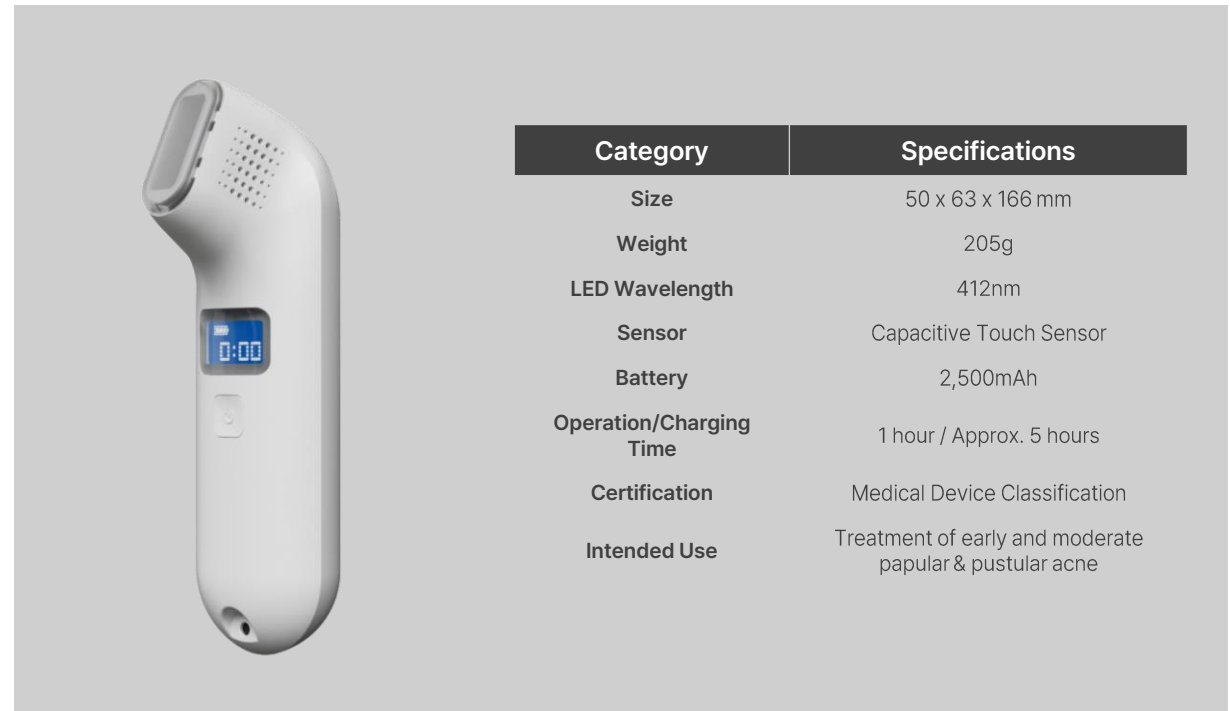 0:00
Category Specifications
Size 50 x 63 x 166 mm
Weight 205g
LED Wavelength 412nm
Sensor Capacitive Touch Sensor
Battery 2,500mAh
Operation/Charging
Time
1 hour / Approx. 5 hours
Certification Medical Device Classification
Intended Use
Treatment of early and moderate
papular & pustular acne